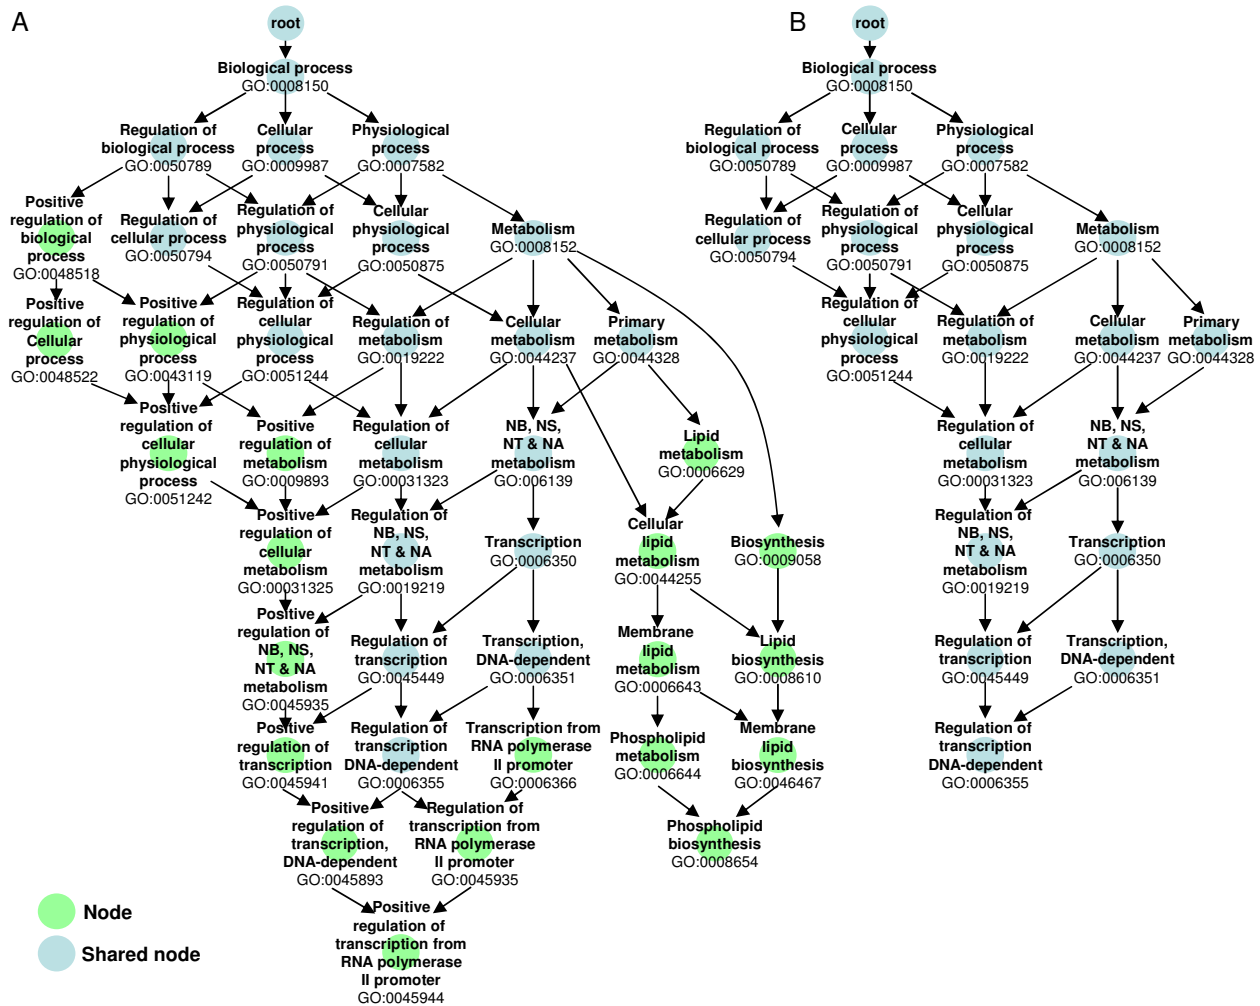 A
root
Biological process
GO:0008150
Regulation of
biological process
GO:0050789
Cellular
process
GO:0009987
Physiological
process
GO:0007582
Positive
regulation of
biological
process
GO:0048518
Regulation of
cellular process
GO:0050794
Regulation of
physiological
process
GO:0050791
Cellular
physiological
process
GO:0050875
Metabolism
GO:0008152
Positive
regulation of
Cellular
process
GO:0048522
Positive
regulation of
physiological
process
GO:0043119
Regulation of
cellular
physiological
process
GO:0051244
Regulation of
metabolism
GO:0019222
Cellular
metabolism
GO:0044237
Primary
metabolism
GO:0044328
Positive
regulation of
cellular
physiological
process
GO:0051242
Positive
regulation of
metabolism
GO:0009893
Regulation of
cellular
metabolism
GO:00031323
NB, NS,
NT & NA
metabolism
GO:006139
Lipid
metabolism
GO:0006629
Positive
regulation of
cellular
metabolism
GO:00031325
Regulation of
NB, NS,
NT & NA
metabolism
GO:0019219
Transcription
GO:0006350
Cellular
lipid
metabolism
GO:0044255
Biosynthesis
GO:0009058
Positive
regulation of
NB, NS,
NT & NA
metabolism
GO:0045935
Regulation of
transcription
GO:0045449
Transcription,
DNA-dependent
GO:0006351
Membrane
lipid
metabolism
GO:0006643
Lipid
biosynthesis
GO:0008610
Positive
regulation of
transcription
GO:0045941
Regulation of
transcription
DNA-dependent
GO:0006355
Transcription from
RNA polymerase
II promoter
GO:0006366
Phospholipid
metabolism
GO:0006644
Membrane
lipid
biosynthesis
GO:0046467
Positive
regulation of
transcription,
DNA-dependent
GO:0045893
Regulation of
transcription from
RNA polymerase
II promoter
GO:0045935
Phospholipid
biosynthesis
GO:0008654
Positive
regulation of
transcription from
RNA polymerase
II promoter
GO:0045944
Node
Shared node
B
root
Biological process
GO:0008150
Regulation of
biological process
GO:0050789
Cellular
process
GO:0009987
Physiological
process
GO:0007582
Regulation of
cellular process
GO:0050794
Regulation of
physiological
process
GO:0050791
Cellular
physiological
process
GO:0050875
Metabolism
GO:0008152
Regulation of
cellular
physiological
process
GO:0051244
Regulation of
metabolism
GO:0019222
Cellular
metabolism
GO:0044237
Primary
metabolism
GO:0044328
Regulation of
cellular
metabolism
GO:00031323
NB, NS,
NT & NA
metabolism
GO:006139
Regulation of
NB, NS,
NT & NA
metabolism
GO:0019219
Transcription
GO:0006350
Regulation of
transcription
GO:0045449
Transcription,
DNA-dependent
GO:0006351
Regulation of
transcription
DNA-dependent
GO:0006355